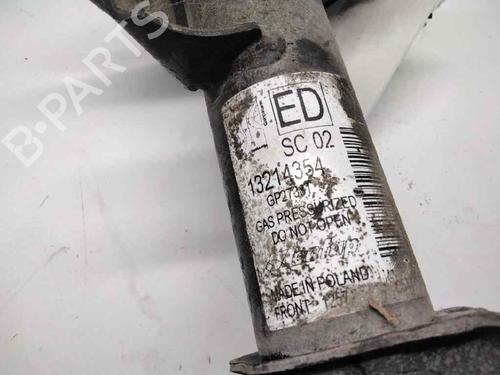 B-PARTS
ED
SC 02
13214354
GAS PRESSURIZED
DO NOT OPEN
MADE IN POLAND
FRONT